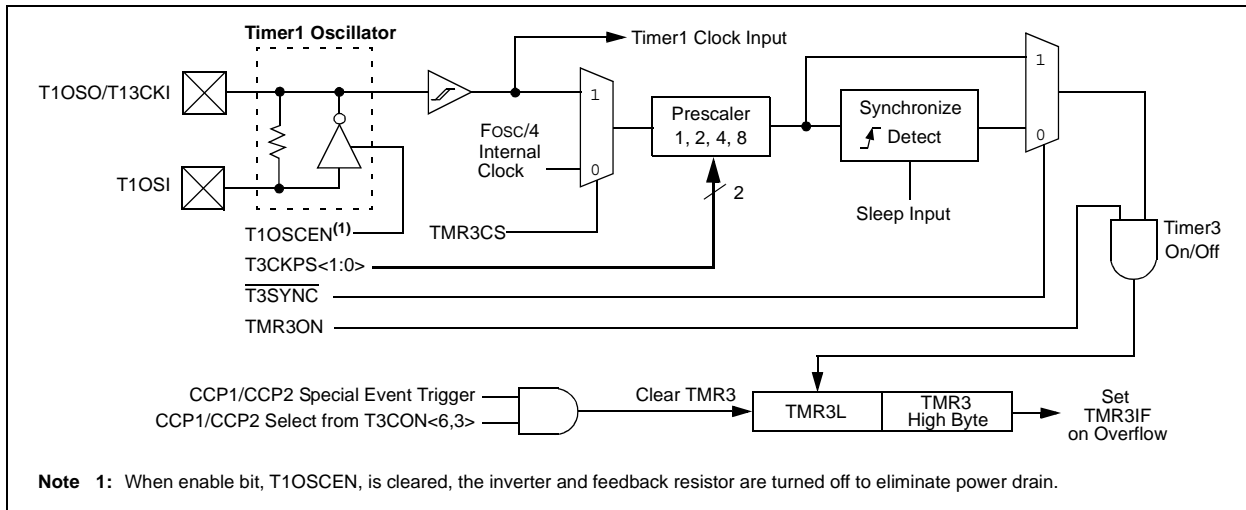 Timer1 Oscillator
Timer1 Clock Input
T1OSO/T13CKI
1
FOSC/4
Internal
Clock
0
Prescaler
1, 2, 4, 8
2
Synchronize
Detect
1
0
T1OSI
Sleep Input
T1OSCEN(1)
TMR3CS
Timer3
On/Off
T3CKPS<1:0>
T3SYNC
TMR3ON
CCP1/CCP2 Special Event Trigger
CCP1/CCP2 Select from T3CON<6,3>
Clear TMR3
TMR3L
TMR3
High Byte
Set
TMR3IF
on Overflow
Note 1: When enable bit, T1OSCEN, is cleared, the inverter and feedback resistor are turned off to eliminate power drain.